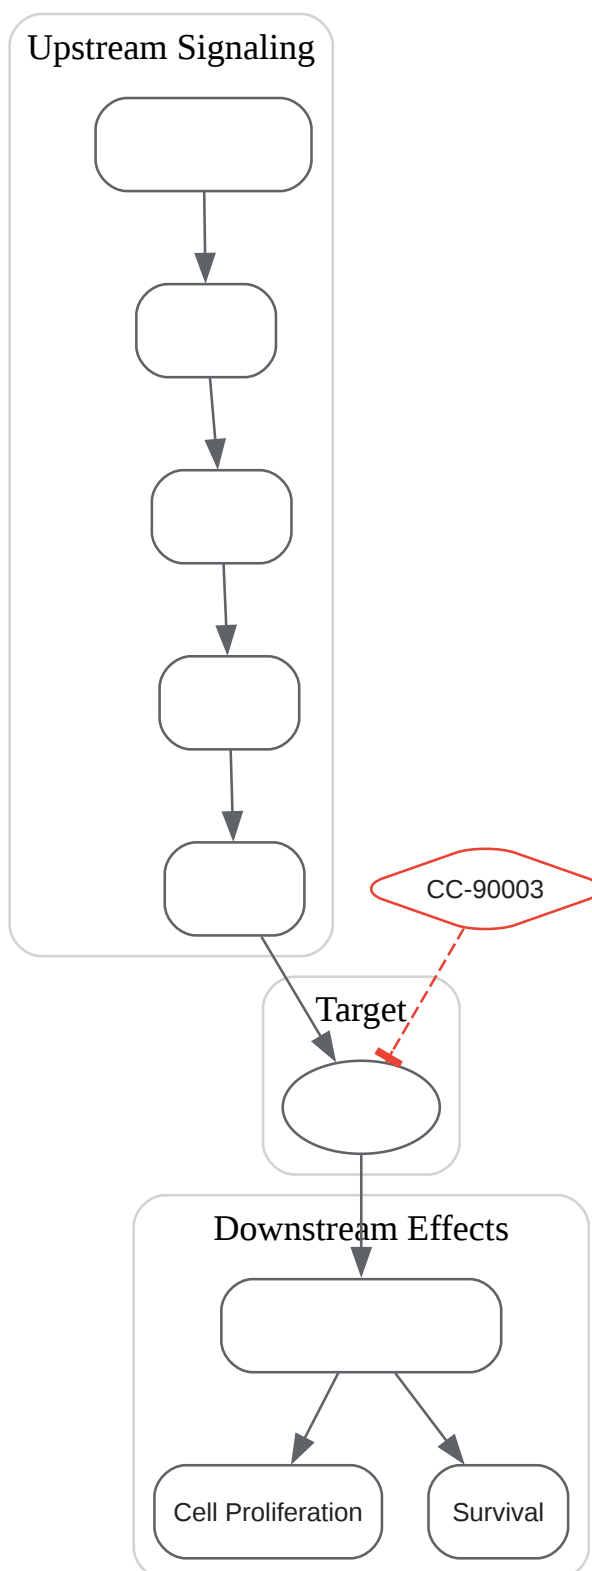 Upstream Signaling
CC-90003
Target
Downstream Effects
Cell Proliferation
Survival